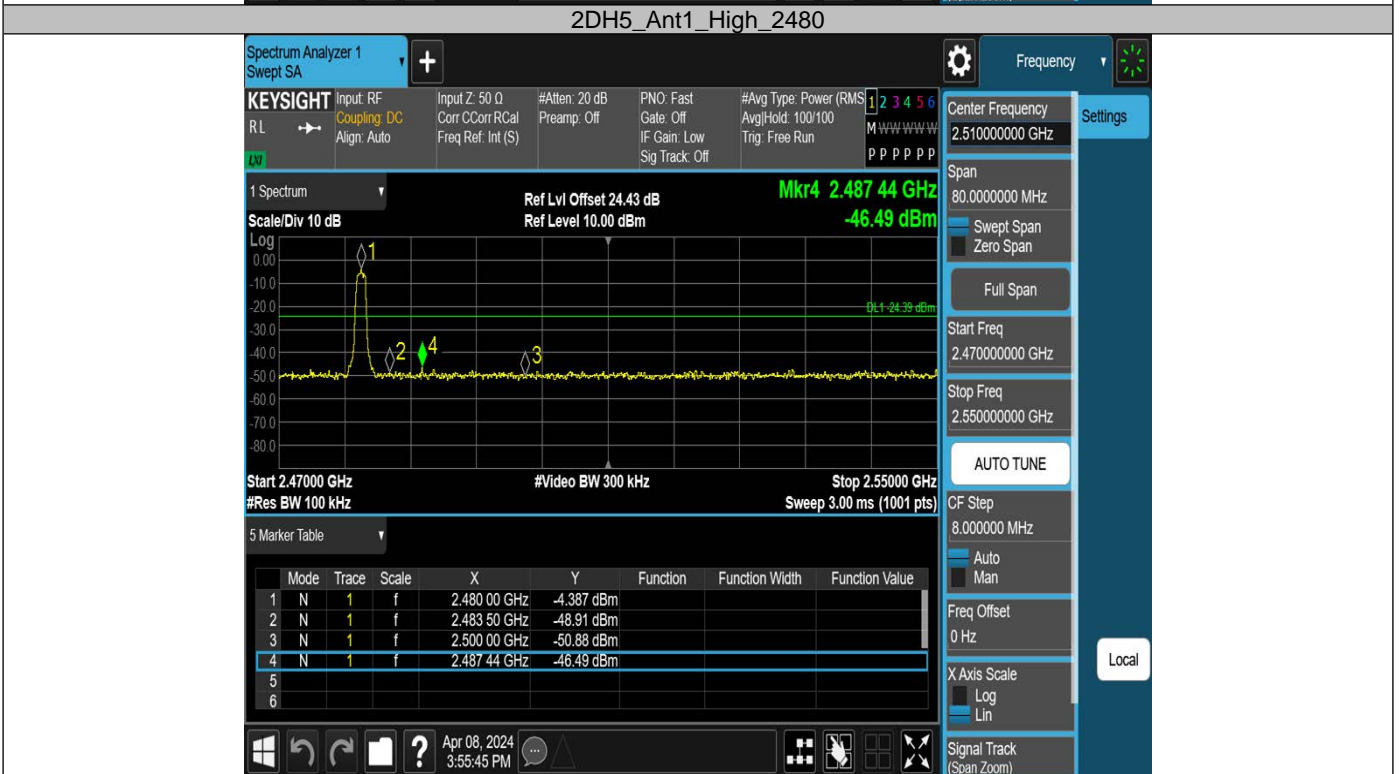 2DH5_Ant1_High_2480
Spectrum Analyzer 1
Swept SA
+
Frequency
KEYSIGHT
RL
LXI
Input: RF
Coupling: DC
Align: Auto
Input Z: 50 Ω
Corr CCorr RCal
Freq Ref: Int (S)
#Atten: 20 dB
Preamp: Off
PNO: Fast
Gate: Off
IF Gain: Low
Sig Track: Off
#Avg Type: Power (RMS
Avg|Hold: 100/100
Trig: Free Run
1 2 3 4 5 6
M W W W W W
P P P P P P
Center Frequency
2.510000000 GHz
Settings
1 Spectrum
Scale/Div 10 dB
Ref Lvl Offset 24.43 dB
Ref Level 10.00 dBm
Mkr4 2.487 44 GHz
-46.49 dBm
Log
0.00
-10.0
-20.0
-30.0
-40.0
-50.0
-60.0
-70.0
-80.0
1
2
4
3
DL1 -24.39 dBm
Start 2.47000 GHz
#Res BW 100 kHz
#Video BW 300 kHz
Stop 2.55000 GHz
Sweep 3.00 ms (1001 pts)
Span
80.0000000 MHz
Swept Span
Zero Span
Full Span
Start Freq
2.470000000 GHz
Stop Freq
2.550000000 GHz
AUTO TUNE
CF Step
8.000000 MHz
Auto
Man
Freq Offset
0 Hz
X Axis Scale
Log
Lin
Signal Track
(Span Zoom)
Local
5 Marker Table
Mode Trace Scale X Y Function Function Width Function Value
1 N 1 f 2.480 00 GHz -4.387 dBm
2 N 1 f 2.483 50 GHz -48.91 dBm
3 N 1 f 2.500 00 GHz -50.88 dBm
4 N 1 f 2.487 44 GHz -46.49 dBm
5
6
?
Apr 08, 2024
3:55:45 PM